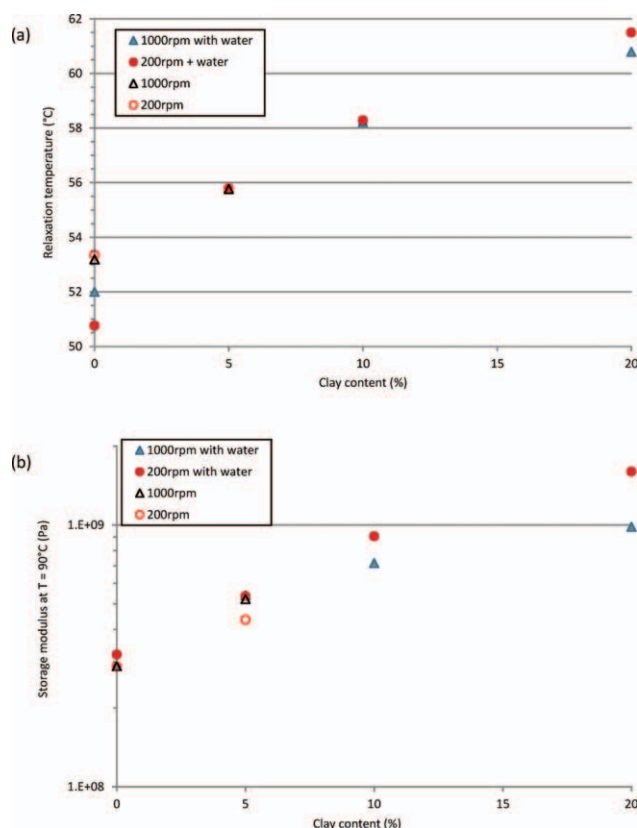 (a)
62
60
58
56
54
52
50
Relaxation temperature (°C)
1000rpm with water
200rpm + water
1000rpm
200rpm
0
5
10
15
20
Clay content (%)
(b)
1.E+09
1.E+08
Storage modulus at T = 90°C (Pa)
1000rpm with water
200rpm with water
1000rpm
200rpm
0
5
10
15
20
Clay content (%)